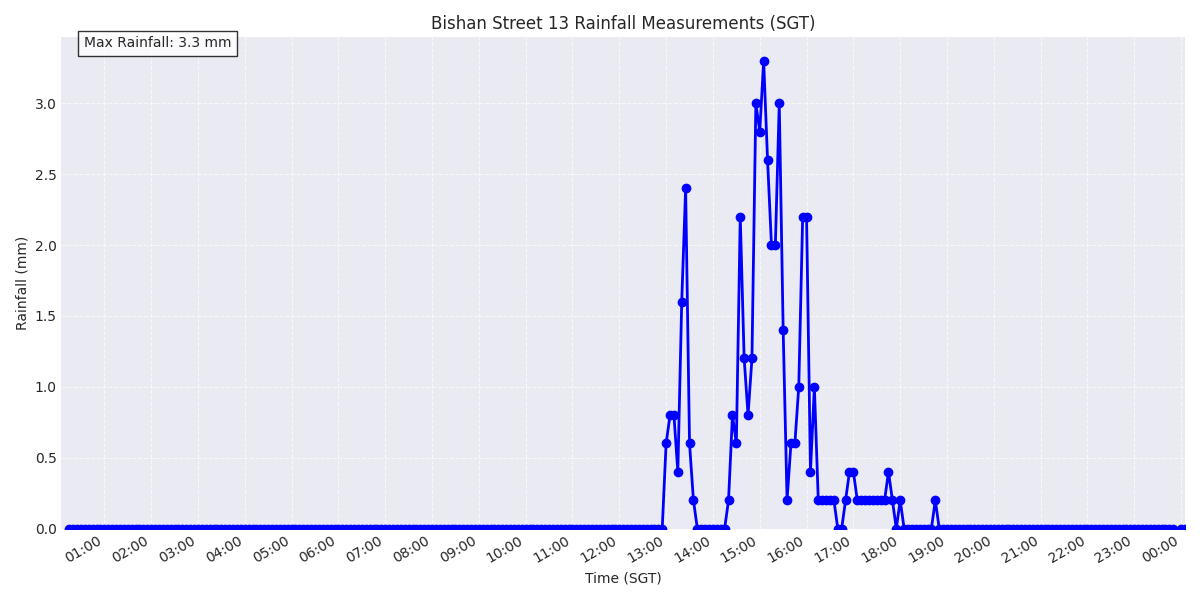 Bishan Street 13 Rainfall Measurements (SGT)
Max Rainfall: 3.3 mm
Rainfall (mm)
3.0
2.5
2.0
1.5
1.0
0.5
0.0
01:00 02:00 03:00 04:00 05:00 06:00 07:00 08:00 09:00 10:00 11:00 12:00 13:00 14:00 15:00 16:00 17:00 18:00 19:00 20:00 21:00 22:00 23:00 00:00
Time (SGT)